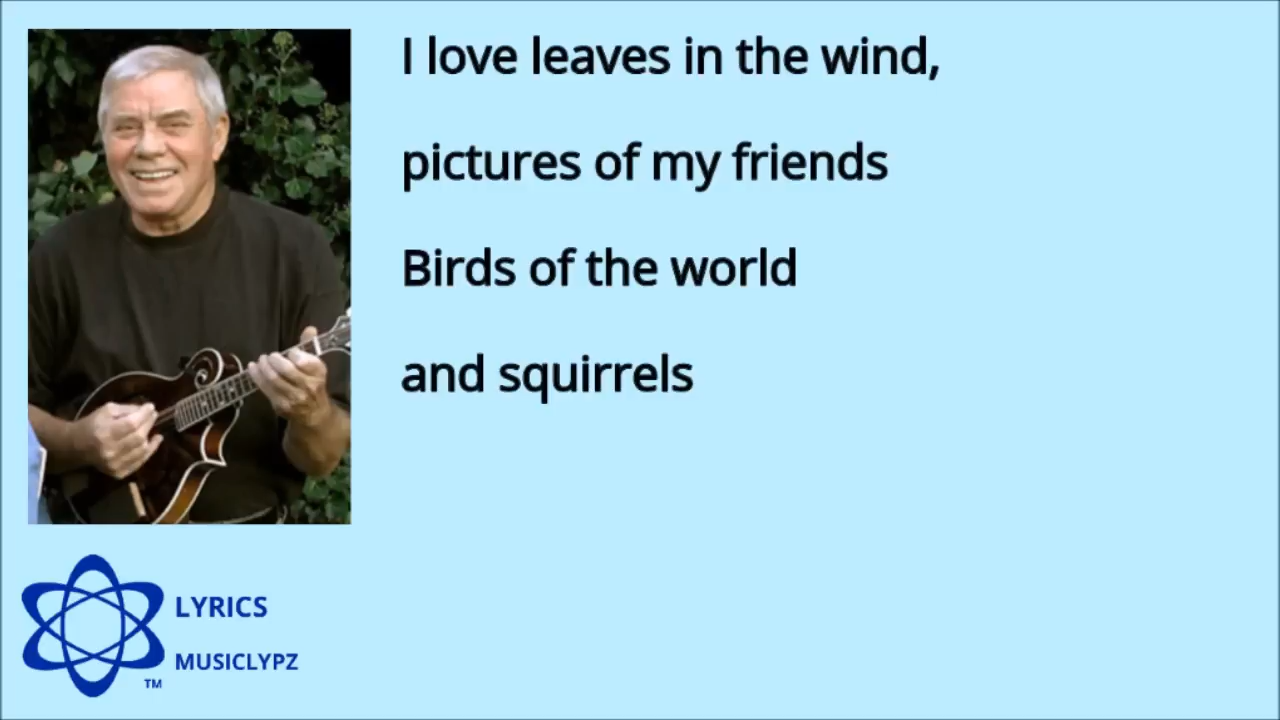 I love leaves in the wind,
pictures of my friends
Birds of the world
and squirrels
LYRICS
MUSICLYPZ
TM